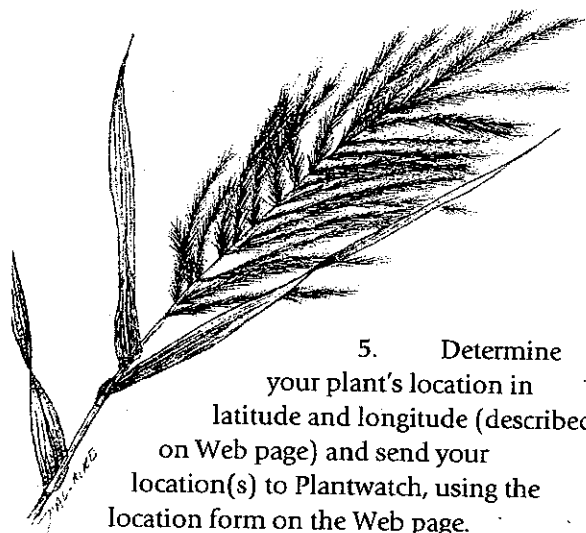 5. Determine
your plant's location in
latitude and longitude (described
on Web page) and send your
location(s) to Plantwatch, using the
location form on the Web page.